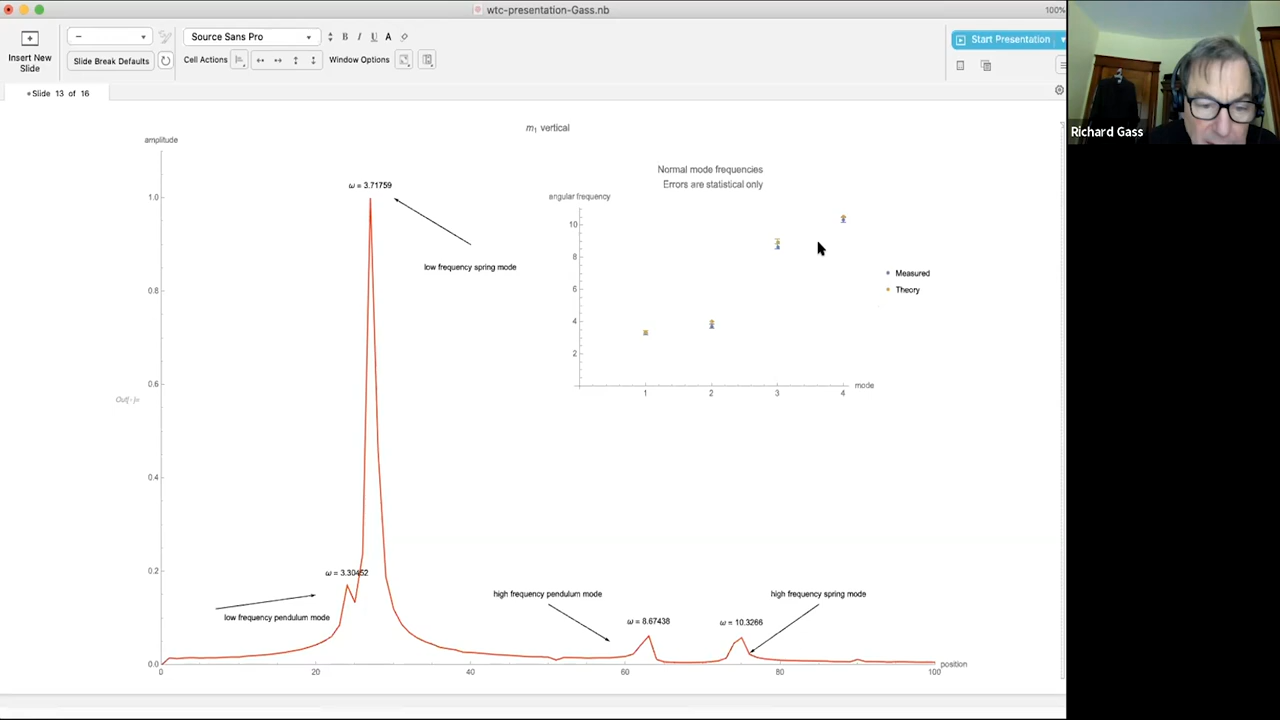 wtc-presentation-Gass.nb
100%
Insert New Slide
Slide Break Defaults
Source Sans Pro
B I U A
Cell Actions
Window Options
Start Presentation
Slide 13 of 16
Richard Gass
m1 vertical
amplitude
1.0
0.8
0.6
0.4
0.2
0.0
0
20
40
60
80
100
position
ω = 3.71759
low frequency spring mode
ω = 3.30452
low frequency pendulum mode
high frequency pendulum mode
ω = 8.67438
high frequency spring mode
ω = 10.3266
Normal mode frequencies
Errors are statistical only
angular frequency
10
8
6
4
2
1
2
3
4
mode
Measured
Theory